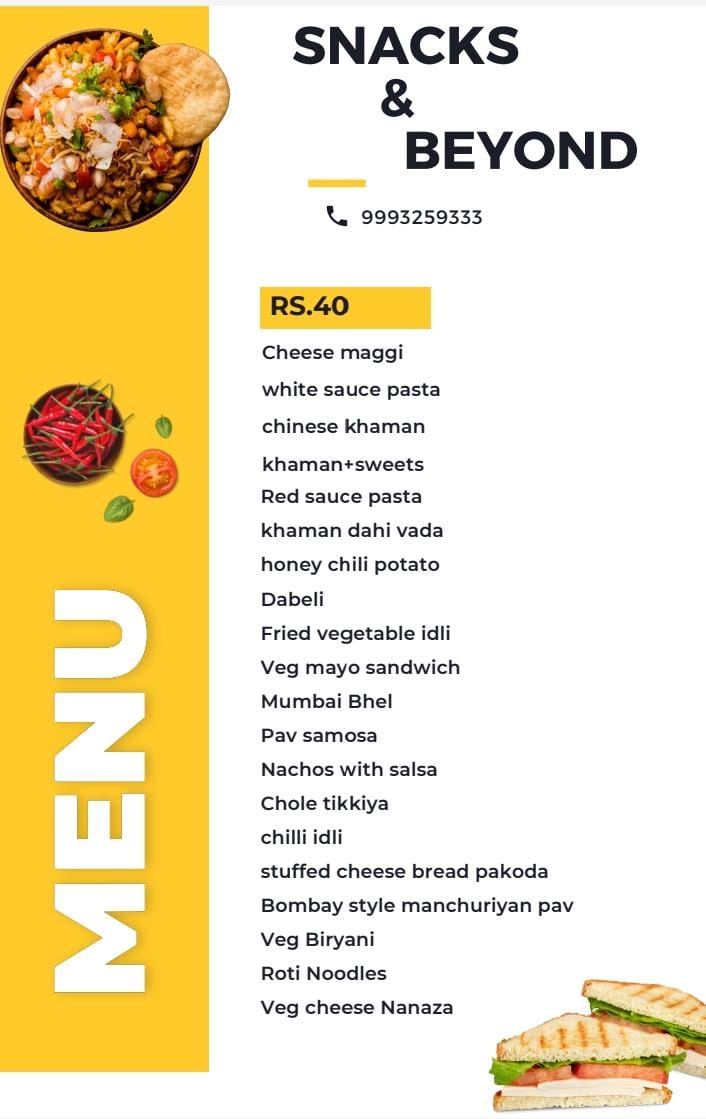 SNACKS
&
BEYOND
9993259333
RS.40
Cheese maggi
white sauce pasta
chinese khaman
khaman+sweets
Red sauce pasta
khaman dahi vada
honey chili potato
Dabeli
Fried vegetable idli
Veg mayo sandwich
Mumbai Bhel
Pav samosa
Nachos with salsa
Chole tikkiya
chilli idli
stuffed cheese bread pakoda
Bombay style manchuriyan pav
Veg Biryani
Roti Noodles
Veg cheese Nanaza
MENU